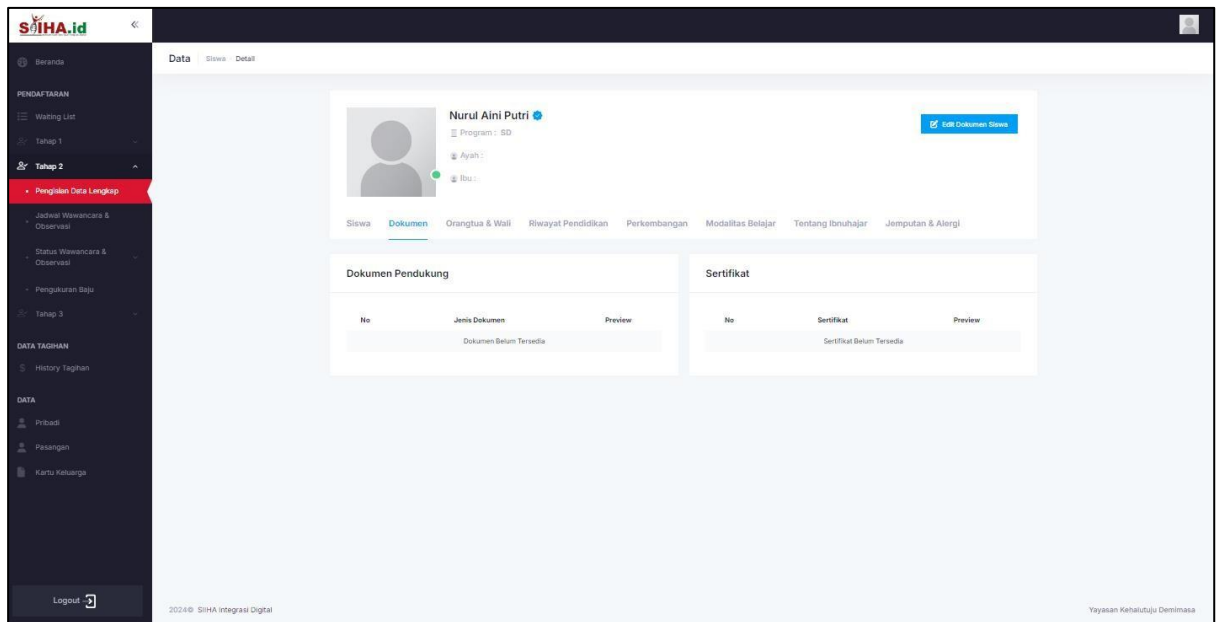 SIIHA.id
Beranda
PENDAFTARAN
Waiting List
Tahap 1
Tahap 2
Pengisian Data Lengkap
Jadwal Wawancara &
Observasi
Status Wawancara &
Observasi
Pengukuran Baju
Tahap 3
DATA TAGIHAN
History Tagihan
DATA
Pribadi
Pasangan
Kartu Keluarga
Logout
Data Siswa Detail
Nurul Aini Putri
Program : SD
Ayah :
Ibu :
Edit Dokumen Siswa
Siswa Dokumen Orangtua & Wali Riwayat Pendidikan Perkembangan Modalitas Belajar Tentang Ibnuhajar Jemputan & Alergi
Dokumen Pendukung
No Jenis Dokumen Preview
Dokumen Belum Tersedia
Sertifikat
No Sertifikat Preview
Sertifikat Belum Tersedia
2024© SIIHA integrasi Digital
Yayasan Kehalutuju Demimasa